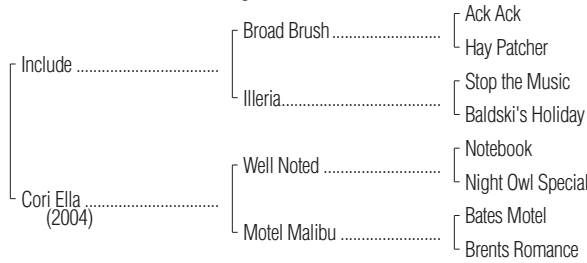 Ack Ack
Broad Brush ..............................
Hay Patcher
Include ........................................
Stop the Music
Illeria............................................
Baldski's Holiday
Notebook
Well Noted ................................
Night Owl Special
Cori Ella .....................................
(2004)
Bates Motel
Motel Malibu ............................
Brents Romance